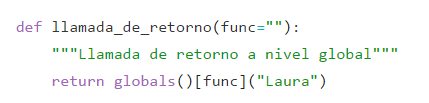 def llamada_de_retorno(func=""):
    """Llamada de retorno a nivel global"""
    return globals()[func]("Laura")